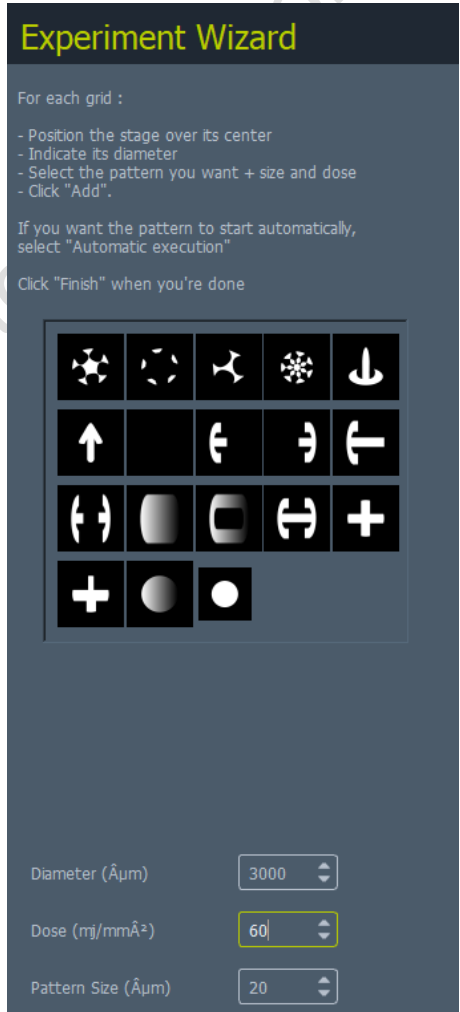 Experiment Wizard
For each grid :
- Position the stage over its center
- Indicate its diameter
- Select the pattern you want + size and dose
- Click "Add".
If you want the pattern to start automatically,
select "Automatic execution"
Click "Finish" when you're done
Diameter (Âµm) 3000
Dose (mj/mmÂ²) 60
Pattern Size (Âµm) 20